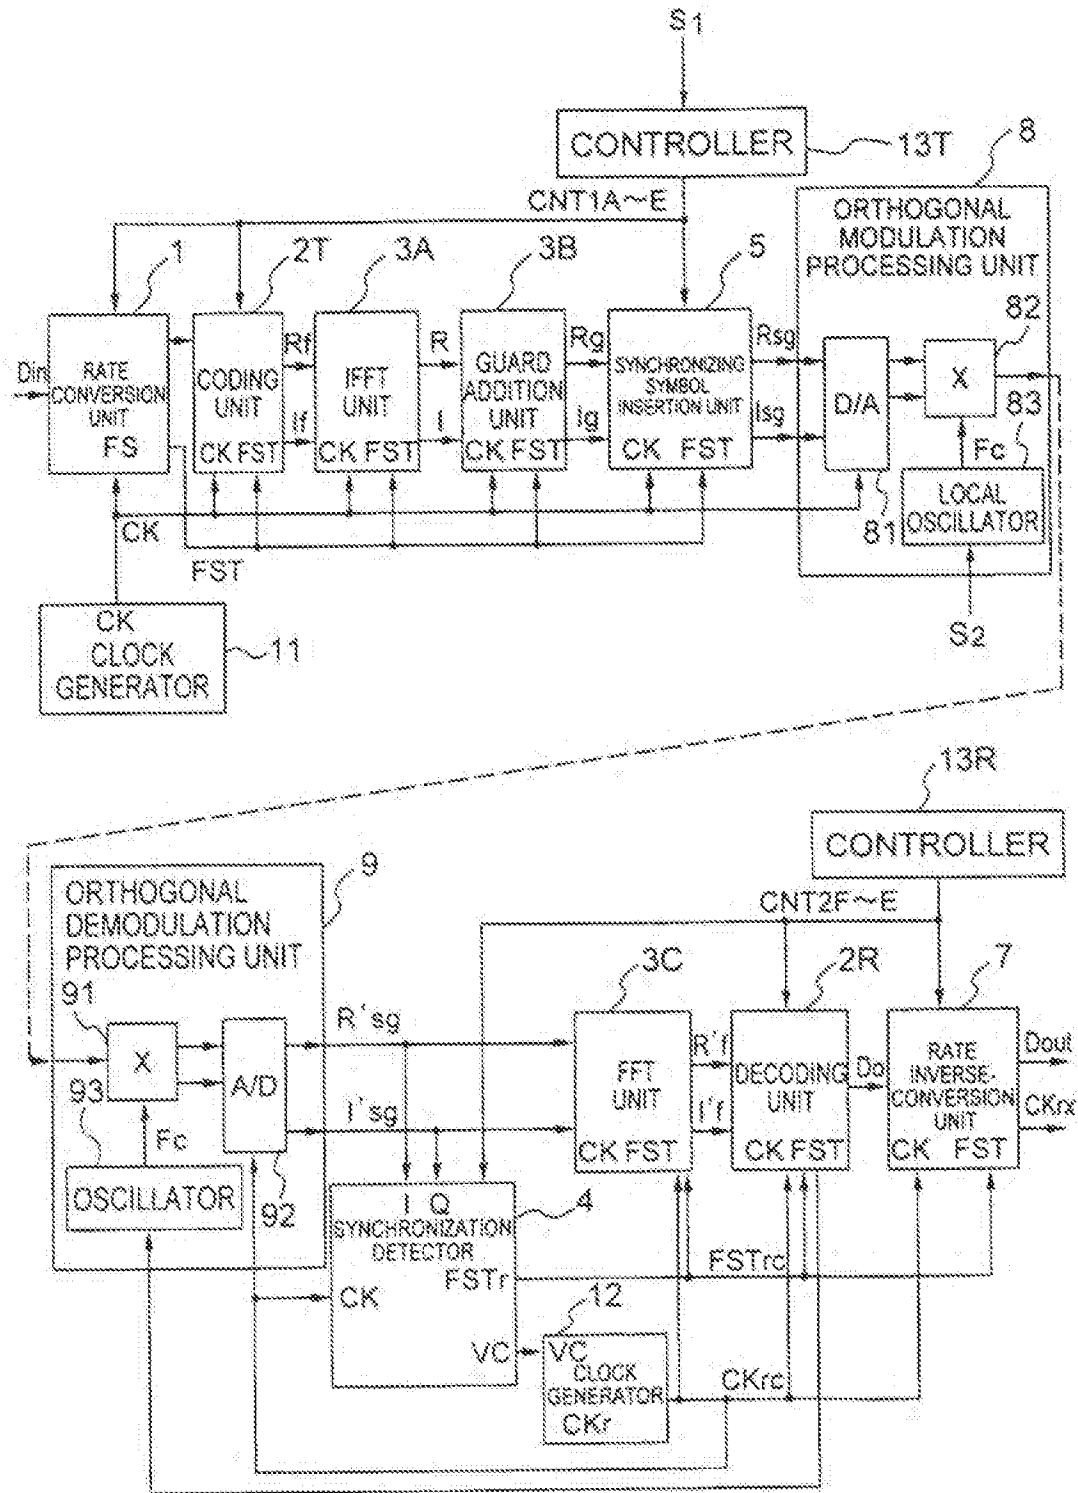 S1
CONTROLLER
13T
CNT1A~E
8
ORTHOGONAL
MODULATION
PROCESSING UNIT
1
2T
3A
3B
5
82
Din
RATE
CONVERSION
UNIT
FS
CODING
UNIT
CK FST
Rf
If
IFFT UNIT
CK FST
R
I
GUARD
ADDITION
UNIT
CK FST
Rg
Ig
SYNCHRONIZING
SYMBOL
INSERTION UNIT
CK FST
Rsg
Isg
D/A
X
83
Fc
81
LOCAL
OSCILLATOR
S2
CK
FST
CK
CLOCK
GENERATOR
11
13R
CONTROLLER
CNT2F~E
9
ORTHOGONAL
DEMODULATION
PROCESSING UNIT
91
X
93
A/D
Fc
OSCILLATOR
92
R'sg
I'sg
3C
FFT
UNIT
CK FST
R'f
I'f
2R
DECODING
UNIT
CK FST
Do
7
RATE
INVERSE-
CONVERSION
UNIT
CK FST
Dout
CKrx
I Q
4
SYNCHRONIZATION
DETECTOR
FSTr
CK
VC
FSTrc
12
VC
CLOCK
GENERATOR
CKr
CKrc